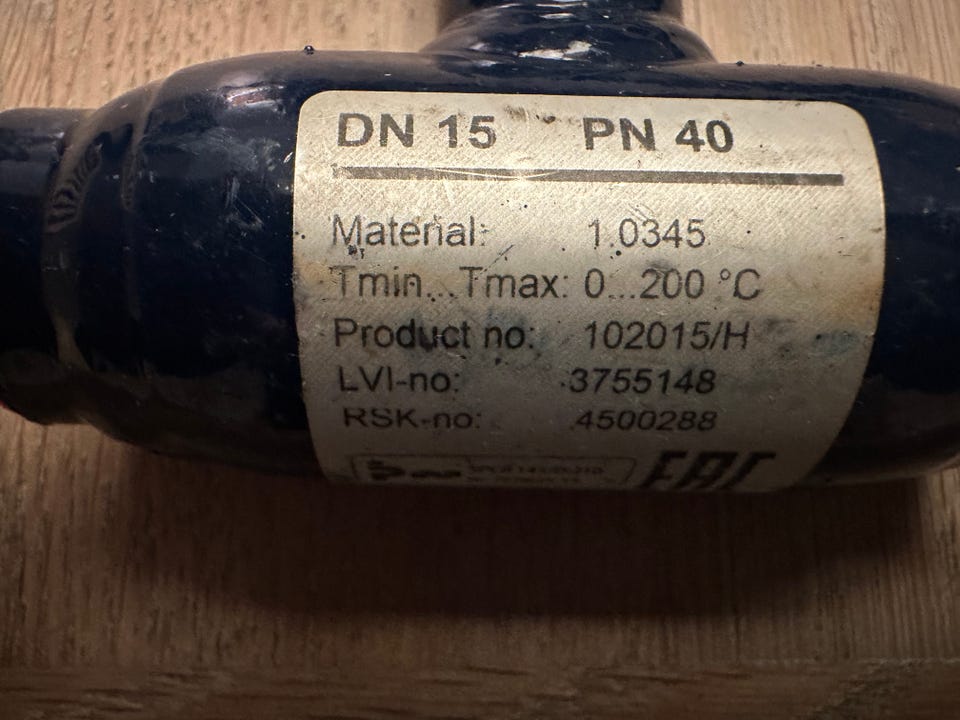 DN 15 PN 40
Material: 1.0345
Tmin...Tmax: 0...200 °C
Product no: 102015/H
LVI-no: 3755148
RSK-no: 4500288
EAC